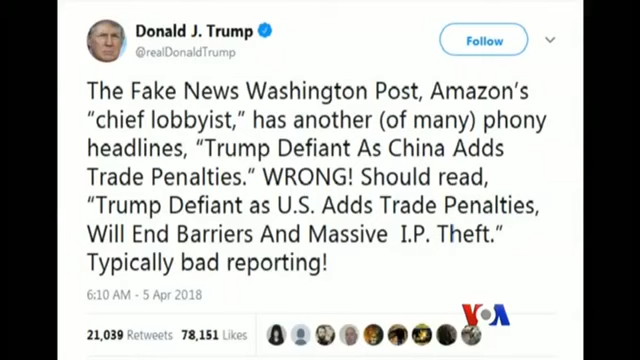 Donald J. Trump
@realDonaldTrump
Follow
The Fake News Washington Post, Amazon's
“chief lobbyist,” has another (of many) phony
headlines, “Trump Defiant As China Adds
Trade Penalties.” WRONG! Should read,
“Trump Defiant as U.S. Adds Trade Penalties,
Will End Barriers And Massive I.P. Theft.”
Typically bad reporting!
6:10 AM - 5 Apr 2018
21,039 Retweets 78,151 Likes
VOA